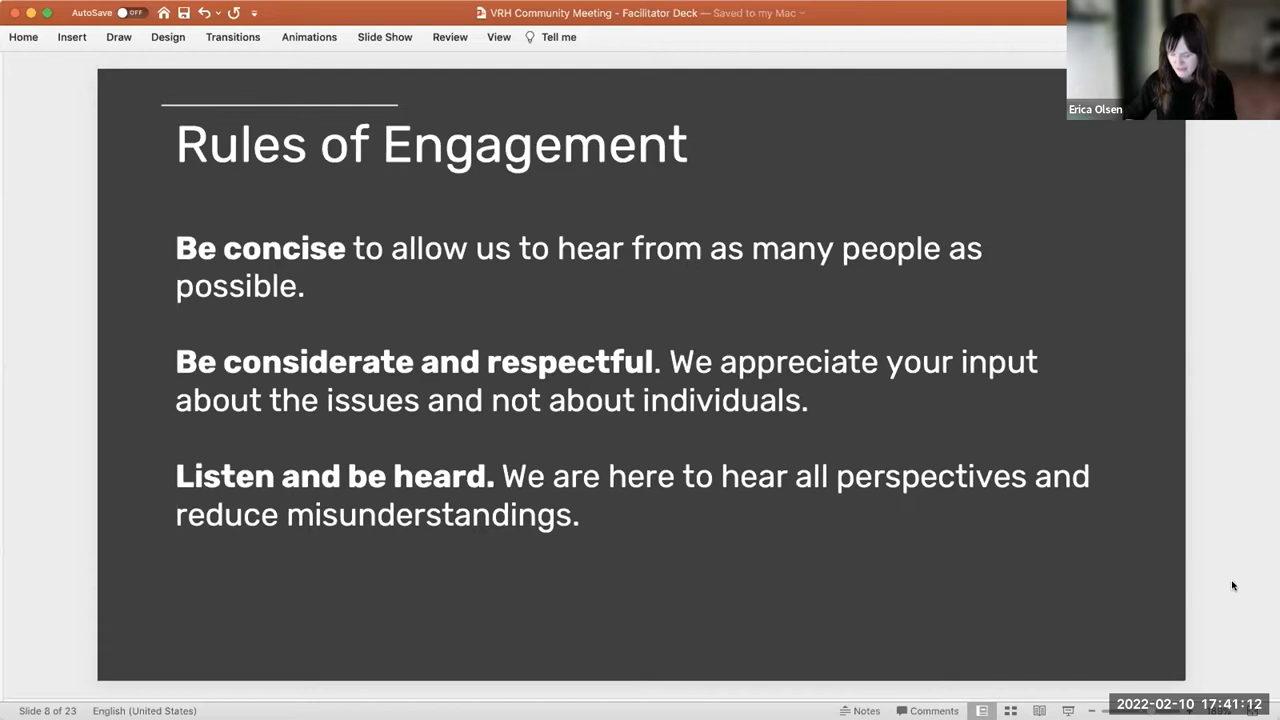 AutoSave OFF
VRH Community Meeting - Facilitator Deck — Saved to my Mac
Home Insert Draw Design Transitions Animations Slide Show Review View Tell me
Erica Olsen
Rules of Engagement
Be concise to allow us to hear from as many people as
possible.
Be considerate and respectful. We appreciate your input
about the issues and not about individuals.
Listen and be heard. We are here to hear all perspectives and
reduce misunderstandings.
Slide 8 of 23 English (United States) Notes Comments
2022-02-10 17:41:12